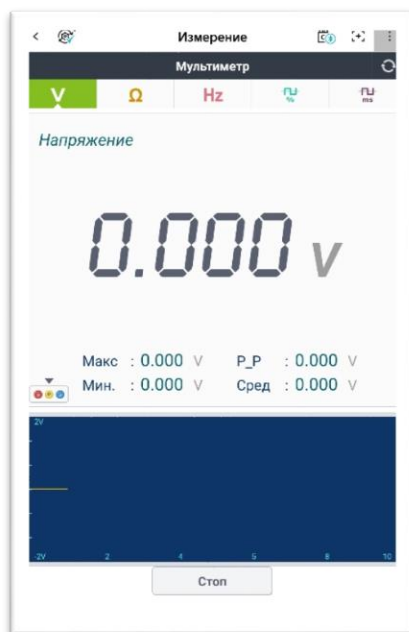 Измерение
Мультиметр
V Ω Hz % ms
Напряжение
0.000 V
Макс : 0.000 V P_P : 0.000 V
Мин. : 0.000 V Сред : 0.000 V
2V
-2V 2 4 5 8 10
Стоп